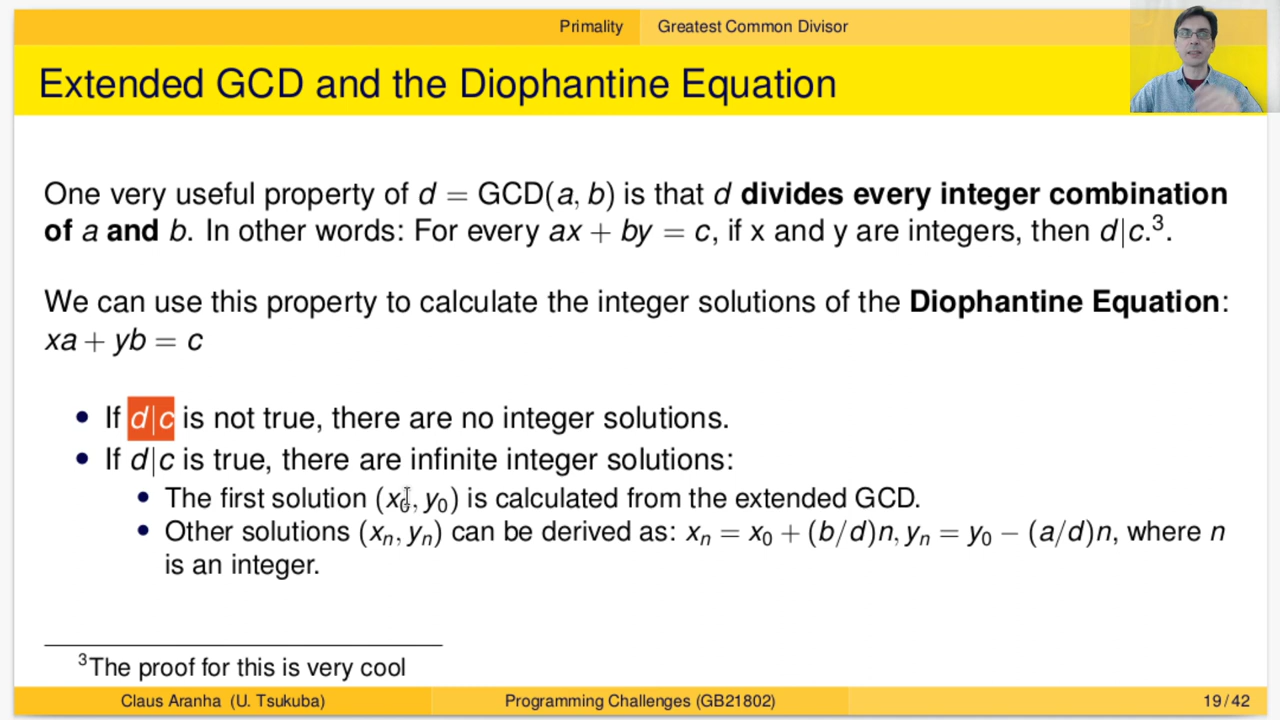 Primality Greatest Common Divisor
Extended GCD and the Diophantine Equation
One very useful property of d = GCD(a, b) is that d divides every integer combination
of a and b. In other words: For every ax + by = c, if x and y are integers, then d|c.³.
We can use this property to calculate the integer solutions of the Diophantine Equation:
xa + yb = c
• If d|c is not true, there are no integer solutions.
• If d|c is true, there are infinite integer solutions:
• The first solution (x₀, y₀) is calculated from the extended GCD.
• Other solutions (xₙ, yₙ) can be derived as: xₙ = x₀ + (b/d)n, yₙ = y₀ − (a/d)n, where n
is an integer.
³The proof for this is very cool
Claus Aranha (U. Tsukuba) Programming Challenges (GB21802) 19/42